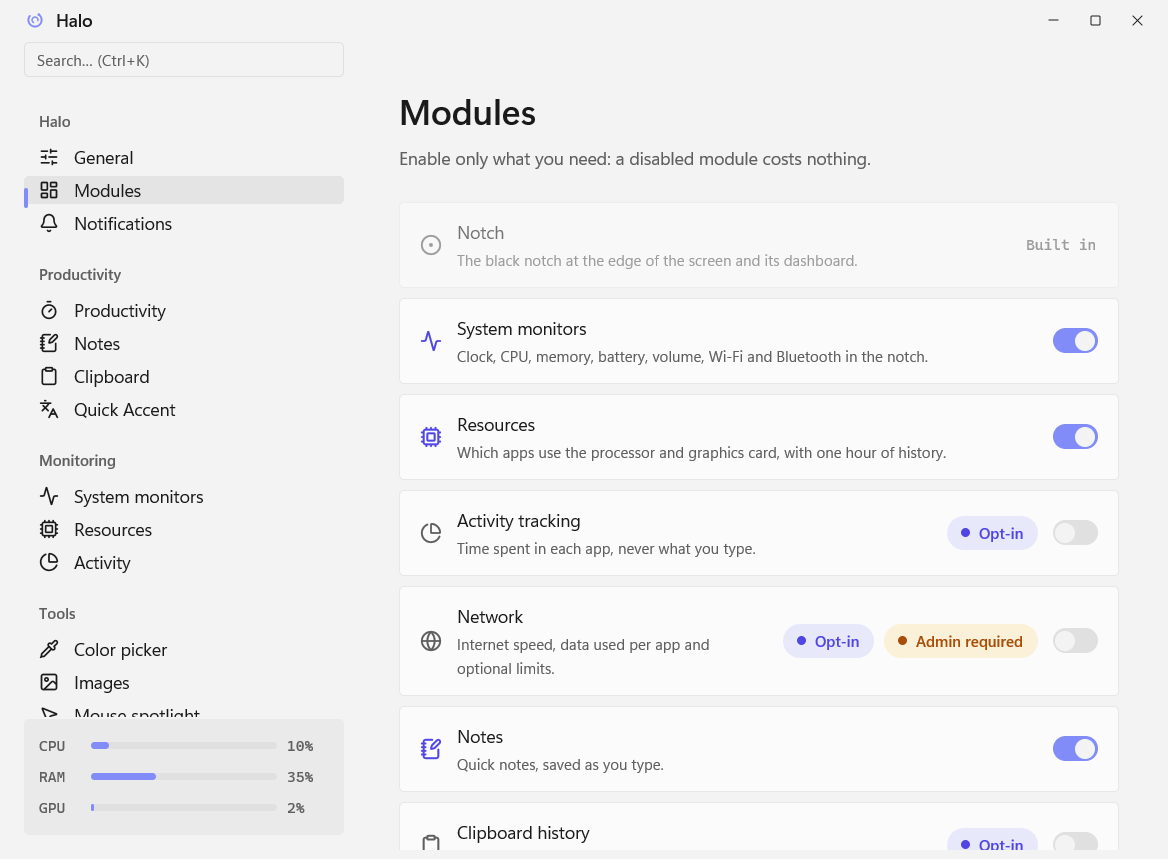 Halo
Search... (Ctrl+K)
Halo
General
Modules
Notifications
Productivity
Productivity
Notes
Clipboard
Quick Accent
Monitoring
System monitors
Resources
Activity
Tools
Color picker
Images
Mouse spotlight
CPU 10%
RAM 35%
GPU 2%
Modules
Enable only what you need: a disabled module costs nothing.
Notch
The black notch at the edge of the screen and its dashboard.
Built in
System monitors
Clock, CPU, memory, battery, volume, Wi-Fi and Bluetooth in the notch.
Resources
Which apps use the processor and graphics card, with one hour of history.
Activity tracking
Time spent in each app, never what you type.
Opt-in
Network
Internet speed, data used per app and
optional limits.
Opt-in
Admin required
Notes
Quick notes, saved as you type.
Clipboard history
Opt-in